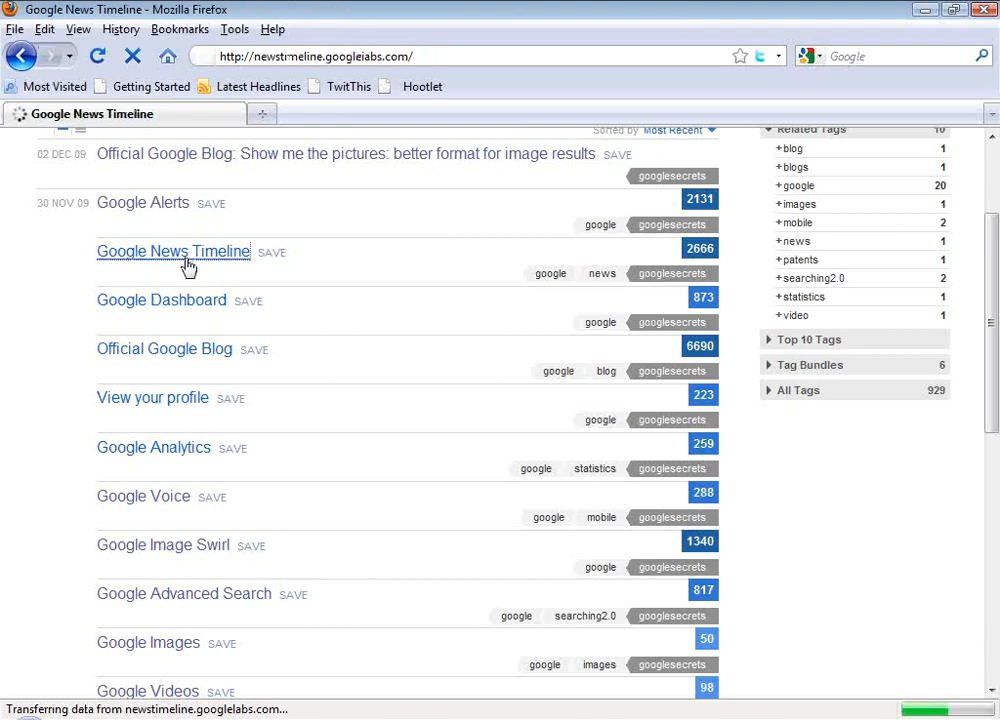 Google News Timeline - Mozilla Firefox
File Edit View History Bookmarks Tools Help
http://newstimeline.googlelabs.com/
Google
Most Visited Getting Started Latest Headlines TwitThis Hootlet
Google News Timeline
Sorted by Most Recent
02 DEC 09 Official Google Blog: Show me the pictures: better format for image results SAVE
googlesecrets
30 NOV 09 Google Alerts SAVE 2131
google googlesecrets
Google News Timeline SAVE 2666
google news googlesecrets
Google Dashboard SAVE 873
google googlesecrets
Official Google Blog SAVE 6690
google blog googlesecrets
View your profile SAVE 223
google googlesecrets
Google Analytics SAVE 259
google statistics googlesecrets
Google Voice SAVE 288
google mobile googlesecrets
Google Image Swirl SAVE 1340
google googlesecrets
Google Advanced Search SAVE 817
google searching2.0 googlesecrets
Google Images SAVE 50
google images googlesecrets
Google Videos SAVE 98
Related Tags 10
+blog 1
+blogs 1
+google 20
+images 1
+mobile 2
+news 1
+patents 1
+searching2.0 2
+statistics 1
+video 1
Top 10 Tags
Tag Bundles 6
All Tags 929
Transferring data from newstimeline.googlelabs.com...